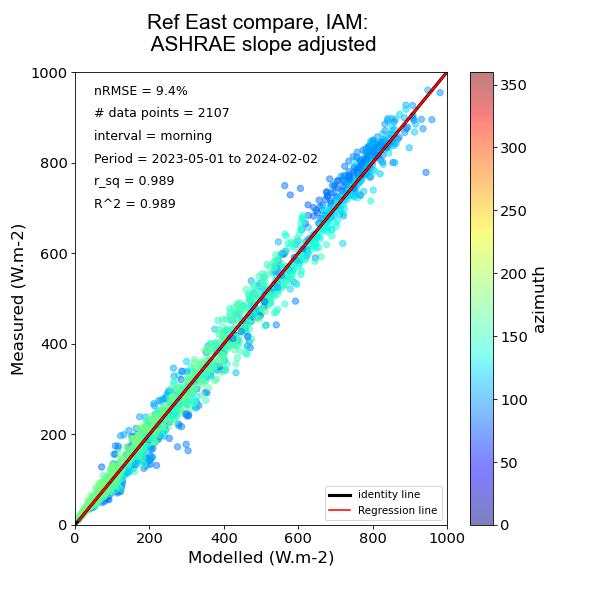 Ref East compare, IAM:
ASHRAE slope adjusted
nRMSE = 9.4%
# data points = 2107
interval = morning
Period = 2023-05-01 to 2024-02-02
r_sq = 0.989
R^2 = 0.989
1000
800
600
400
200
0
Measured (W.m-2)
0 200 400 600 800 1000
Modelled (W.m-2)
identity line
Regression line
350
300
250
200
150
100
50
0
azimuth